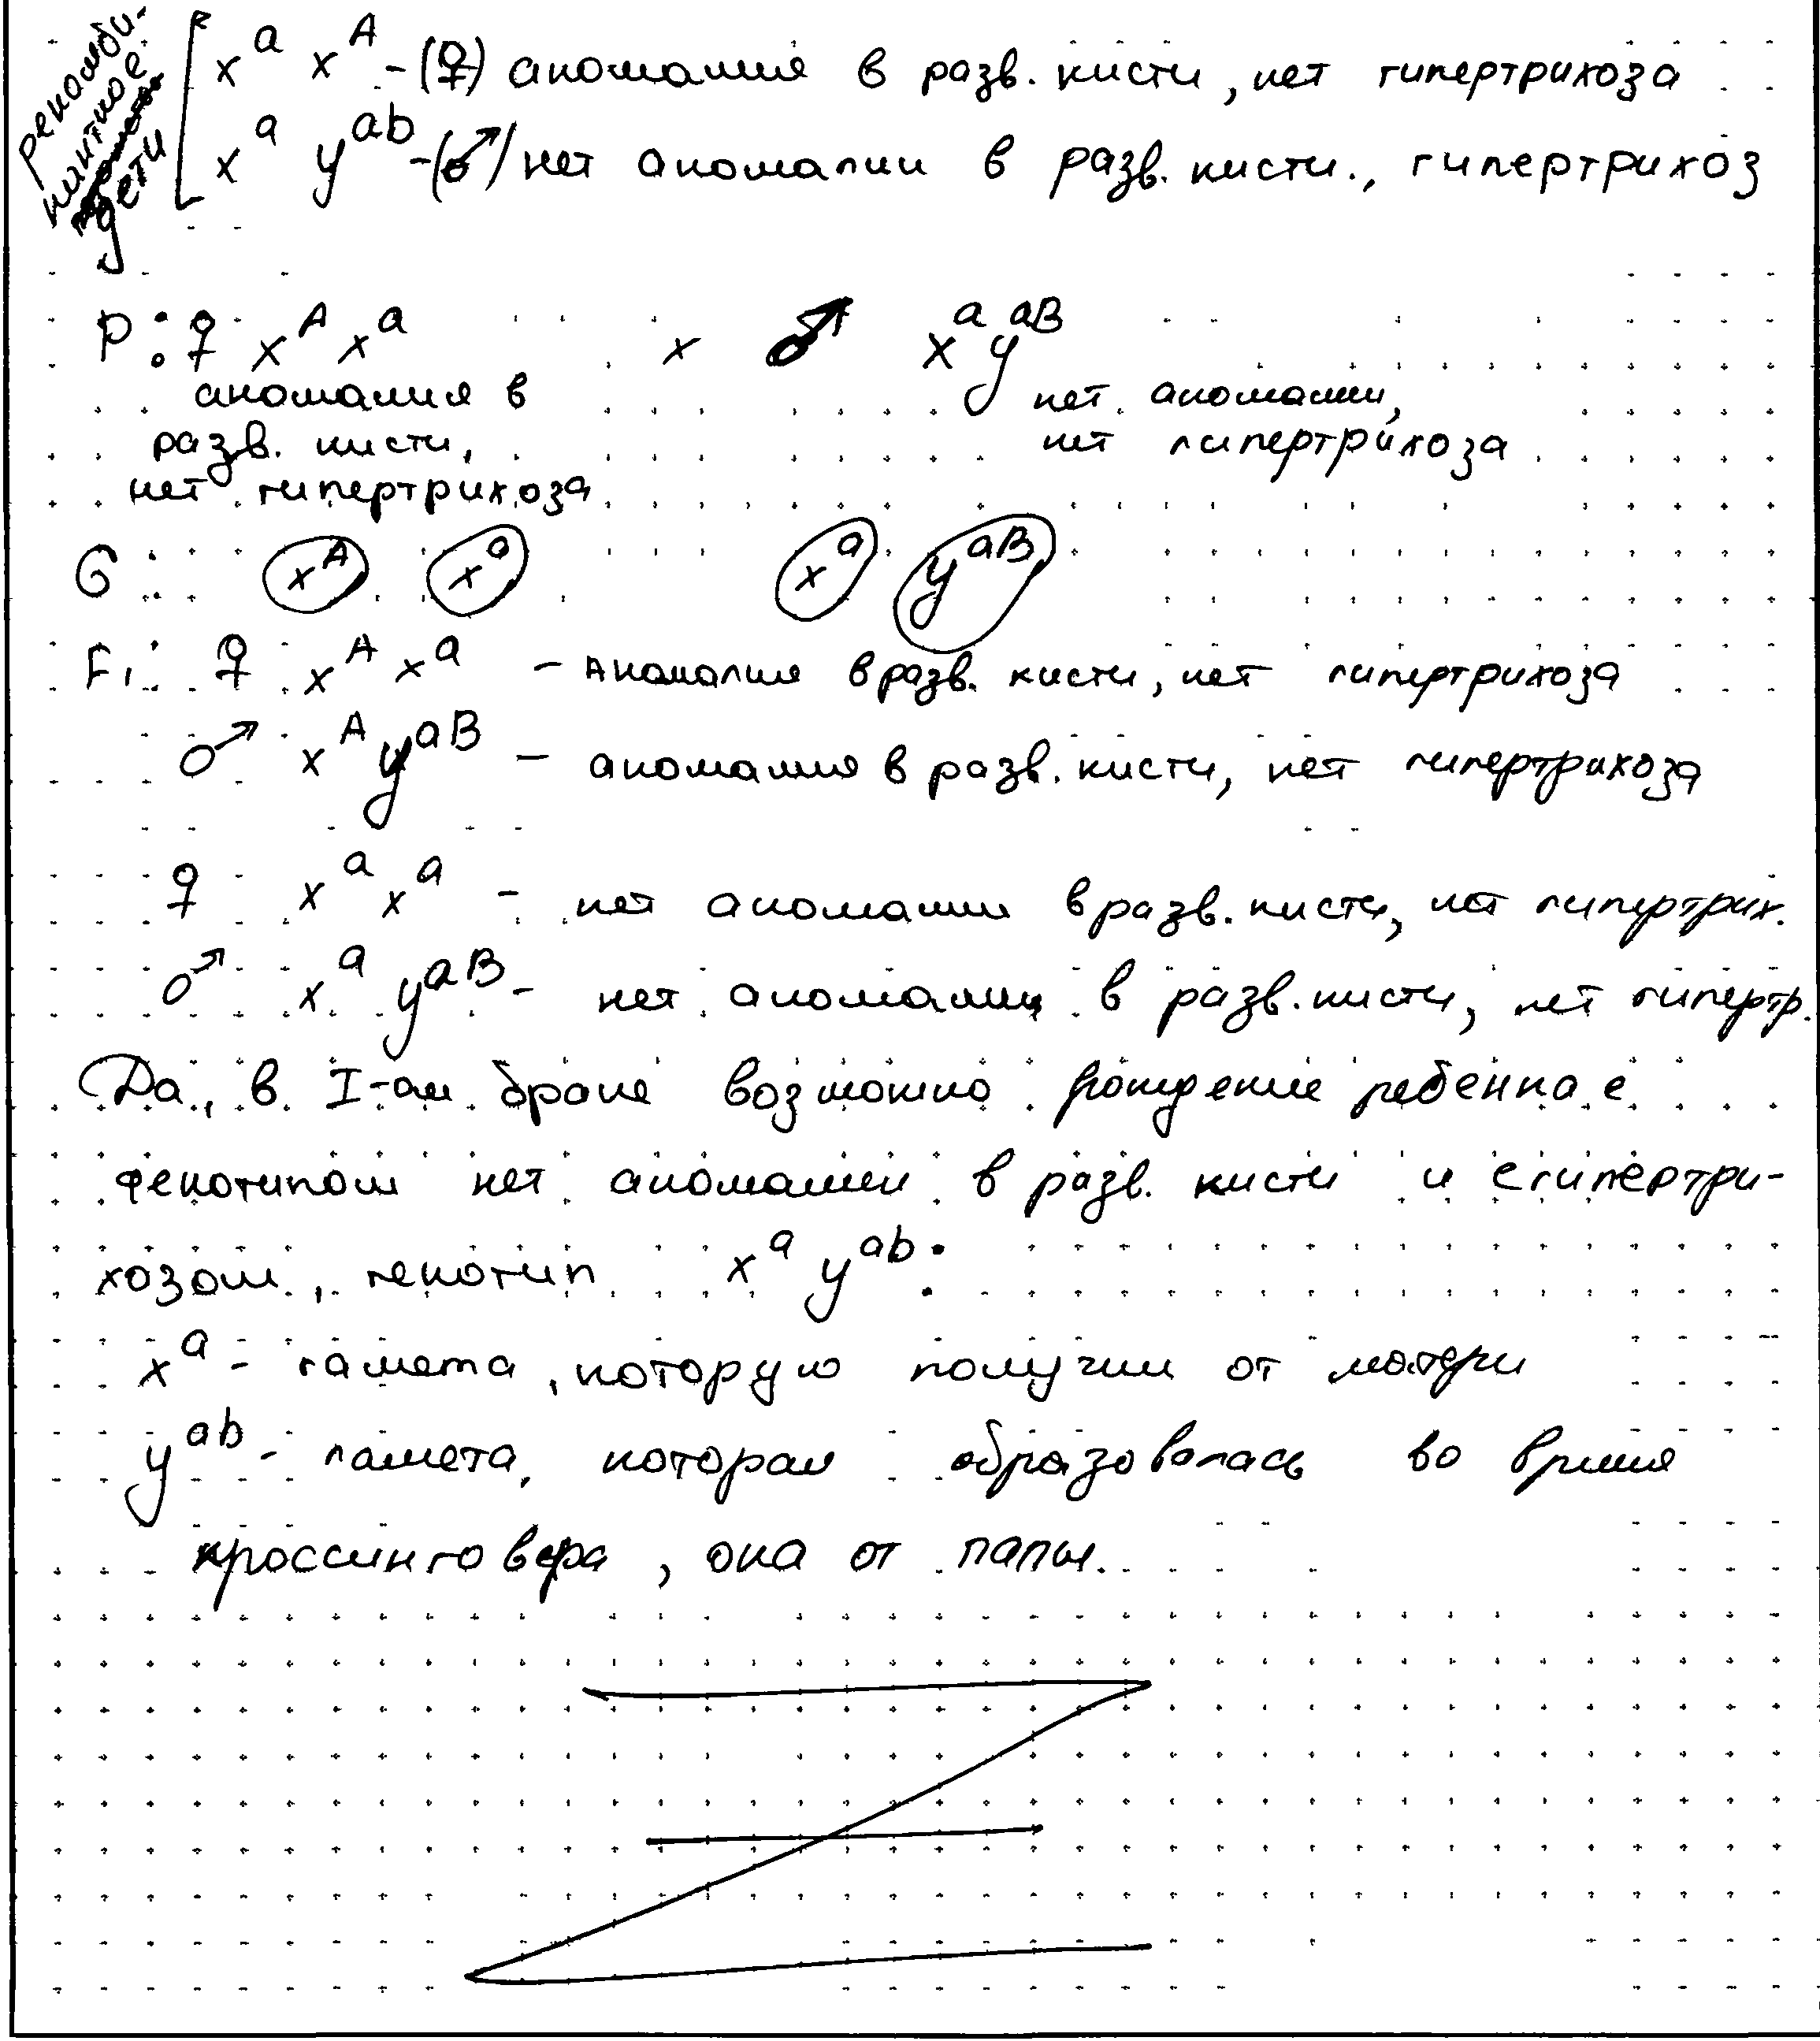 рекомби-
нантное
дети
x^a x^A - (♀) аномалия в разв. кисти, нет гипертрихоза
x^a y^ab - (♂) нет аномалии в разв. кисти., гипертрихоз
P: ♀ x^A x^a x ♂ x^a y^aB
аномалия в нет аномалии,
разв. кисти, нет гипертрихоза
нет гипертрихоза
G: x^A x^a x^a y^aB
F1: ♀ x^A x^a - Аномалия в разв. кисти, нет гипертрихоза
♂ x^A y^aB - аномалия в разв. кисти, нет гипертрихоза
♀ x^a x^a - нет аномалии в разв. кисти, нет гипертрих.
♂ x^a y^aB - нет аномалии в разв. кисти, нет гипертр.
Да, в I-ом браке возможно рождение ребенка с
фенотипом нет аномалии в разв. кисти и с гипертри-
хозом, генотип x^a y^ab:
x^a - гамета, которую получим от матери
y^ab - гамета, которая образовалась во время
кроссинговера, она от папы.